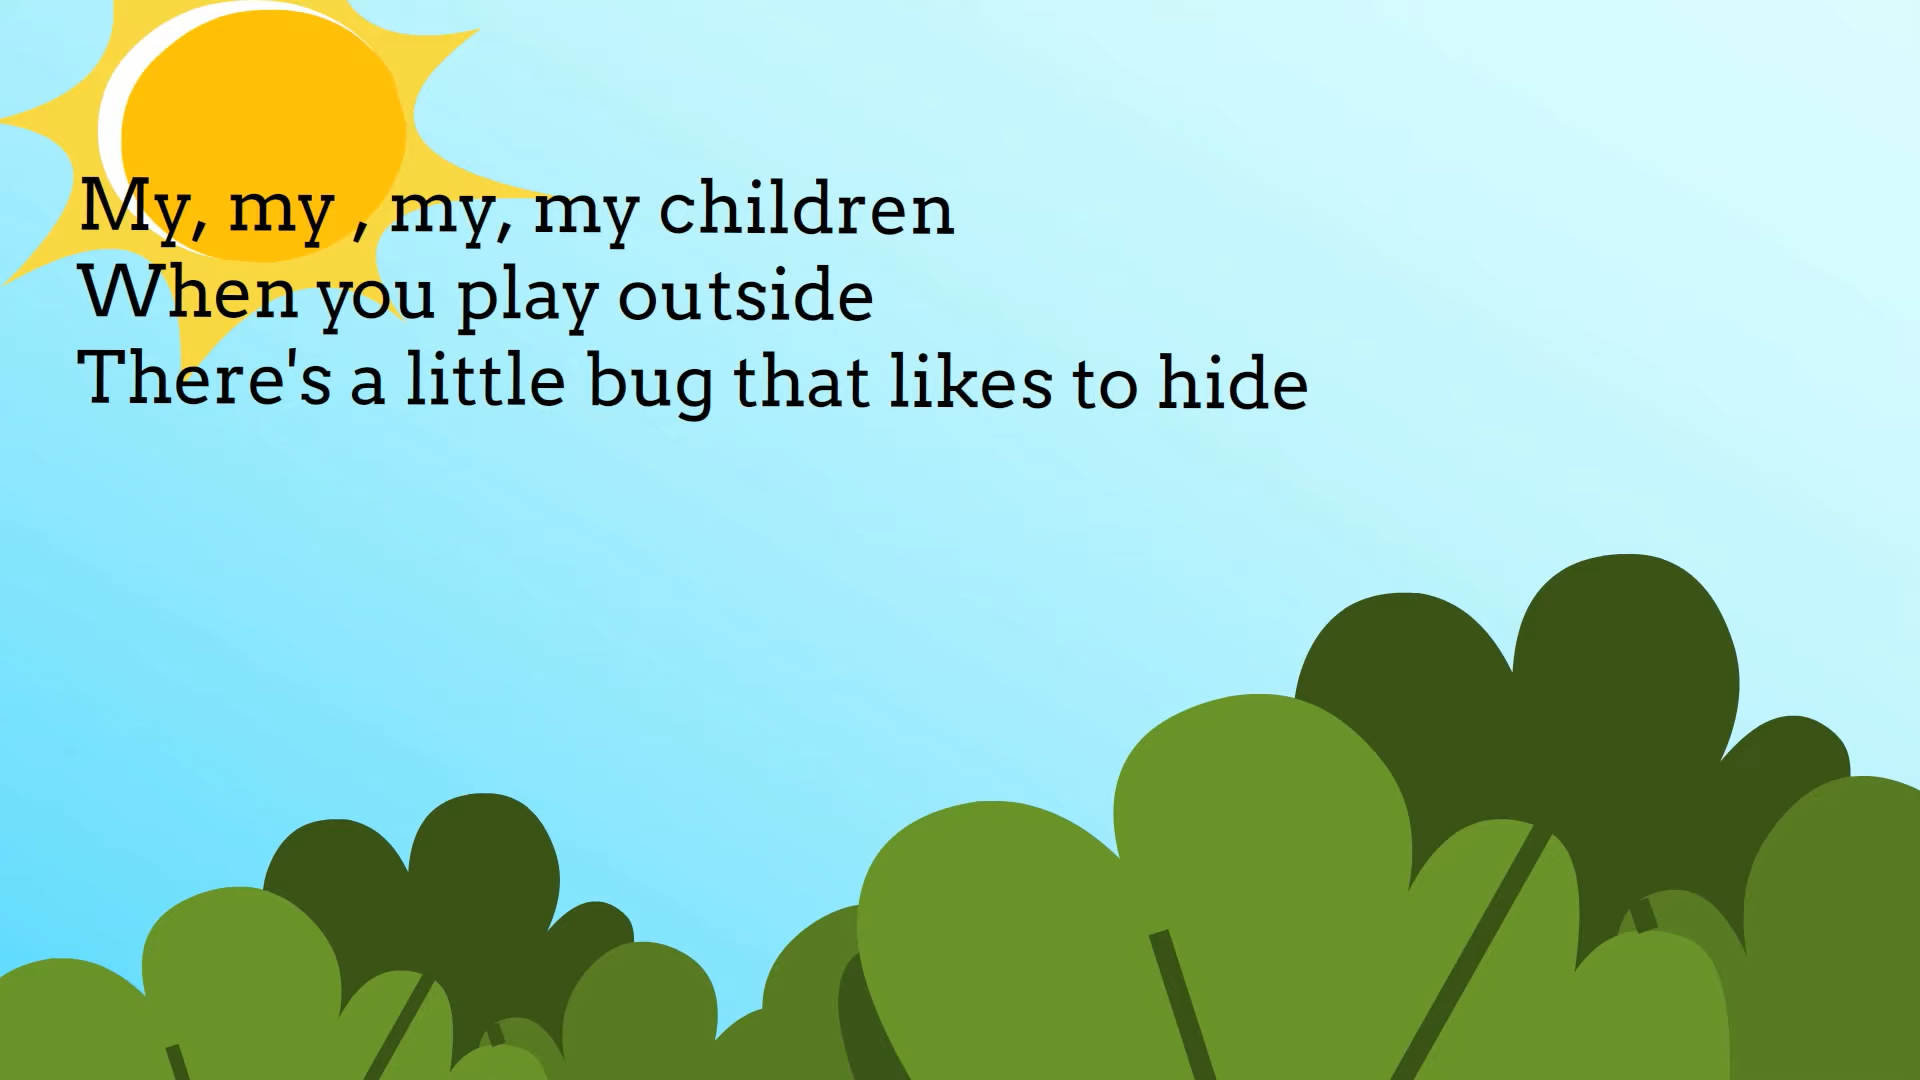 My, my , my, my children
When you play outside
There's a little bug that likes to hide